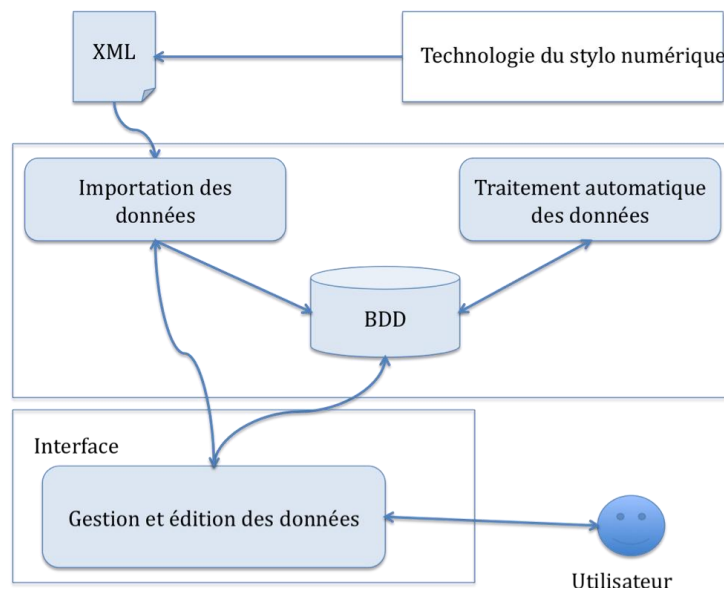 XML
Technologie du stylo numérique
Importation des
données
Traitement automatique
des données
BDD
Interface
Gestion et édition des données
Utilisateur